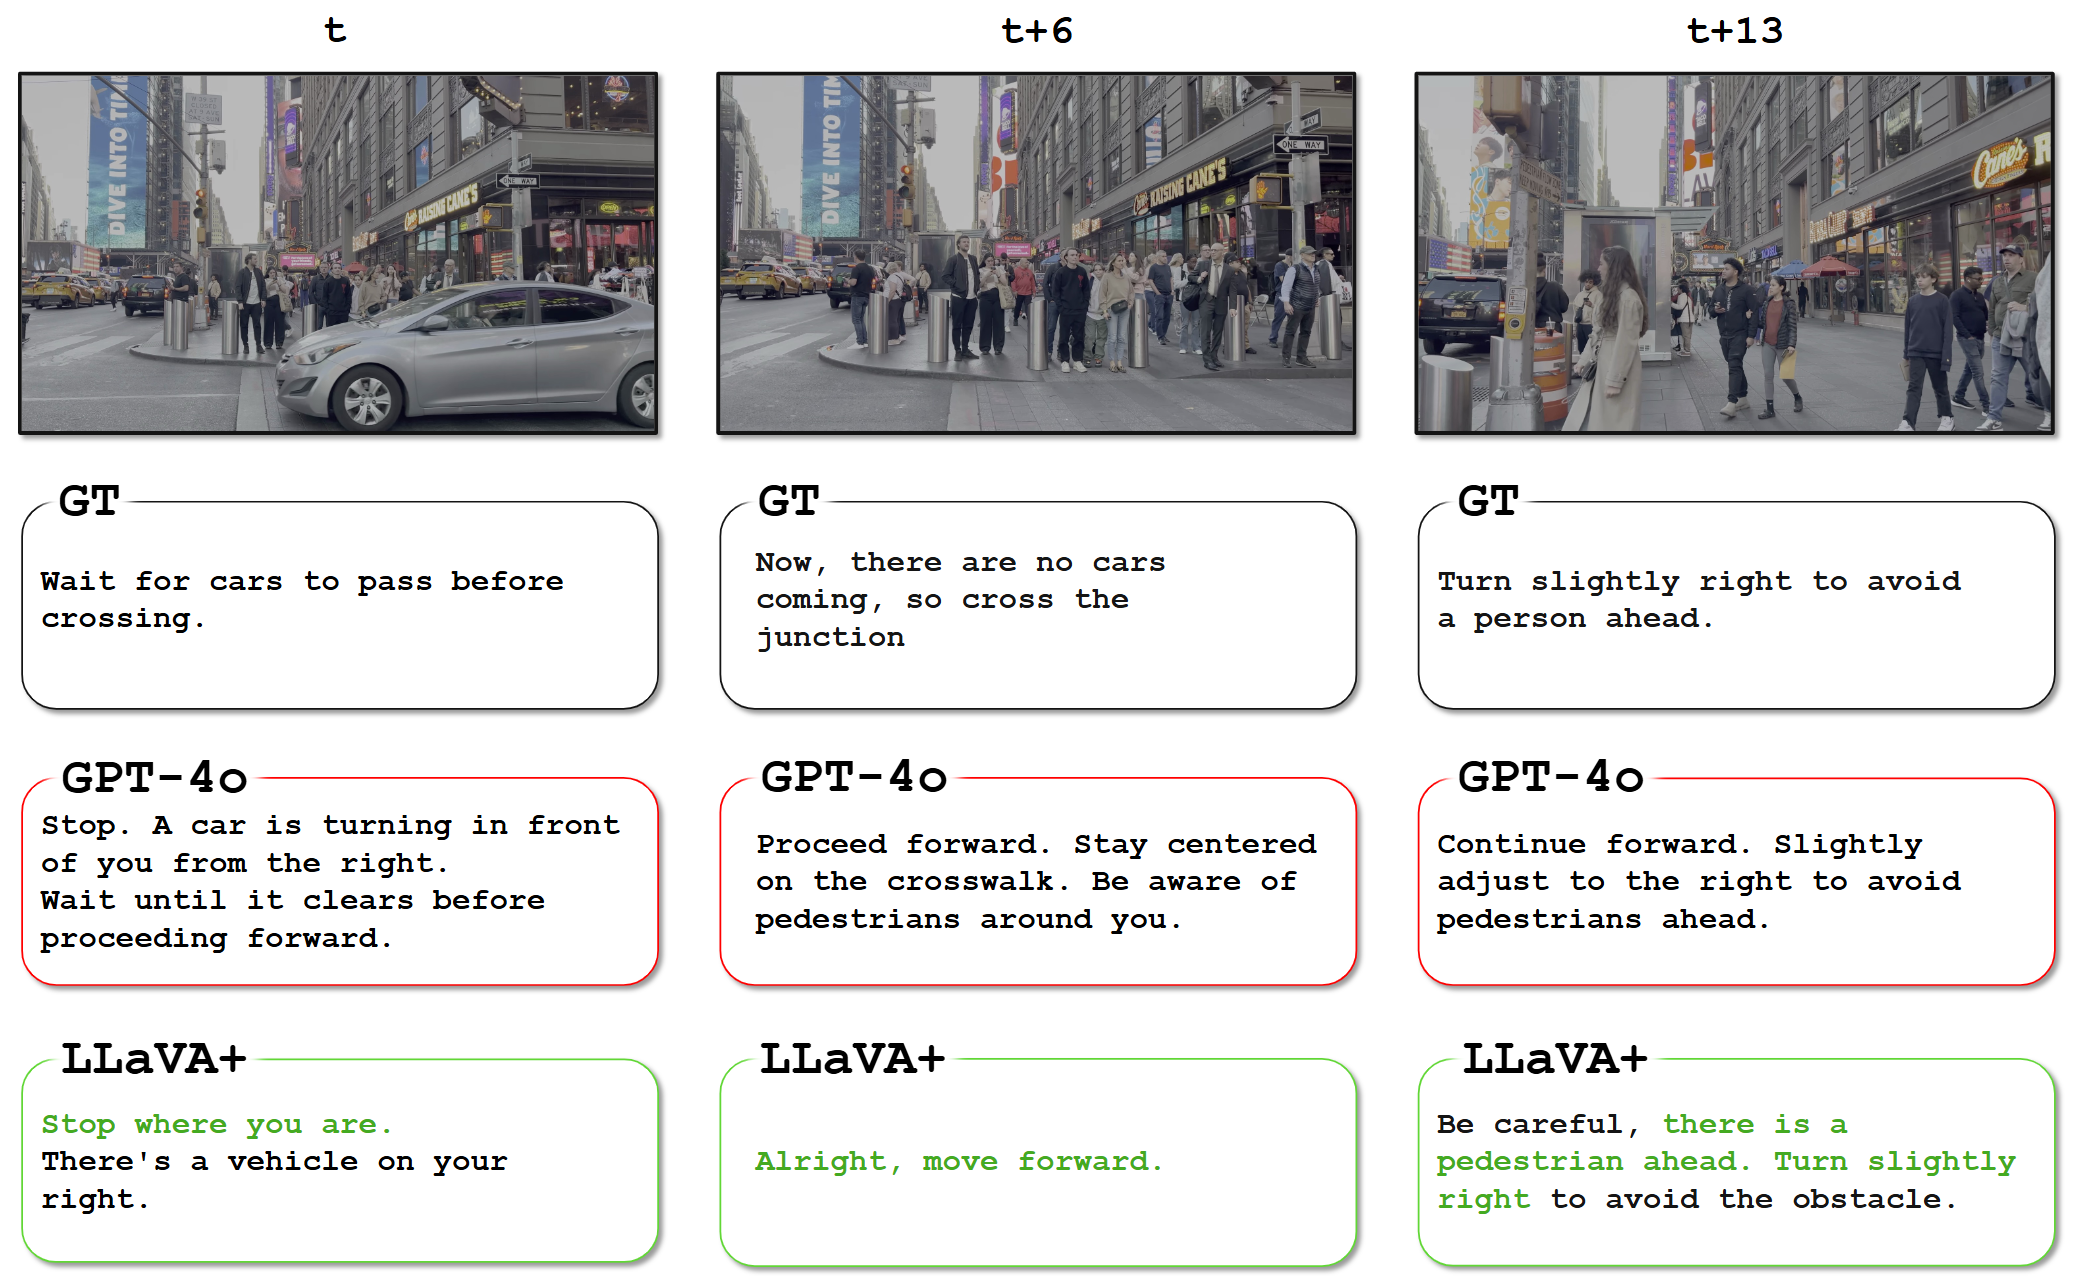 t
t+6
t+13
DIVE INTO TIM
ONE WAY
RAISING CANE'S
DIVE INTO TIM
ONE WAY
RAISING CANE'S
Cane's
GT
Wait for cars to pass before
crossing.
GT
Now, there are no cars
coming, so cross the
junction
GT
Turn slightly right to avoid
a person ahead.
GPT-4o
Stop. A car is turning in front
of you from the right.
Wait until it clears before
proceeding forward.
GPT-4o
Proceed forward. Stay centered
on the crosswalk. Be aware of
pedestrians around you.
GPT-4o
Continue forward. Slightly
adjust to the right to avoid
pedestrians ahead.
LLaVA+
Stop where you are.
There's a vehicle on your
right.
LLaVA+
Alright, move forward.
LLaVA+
Be careful, there is a
pedestrian ahead. Turn slightly
right to avoid the obstacle.